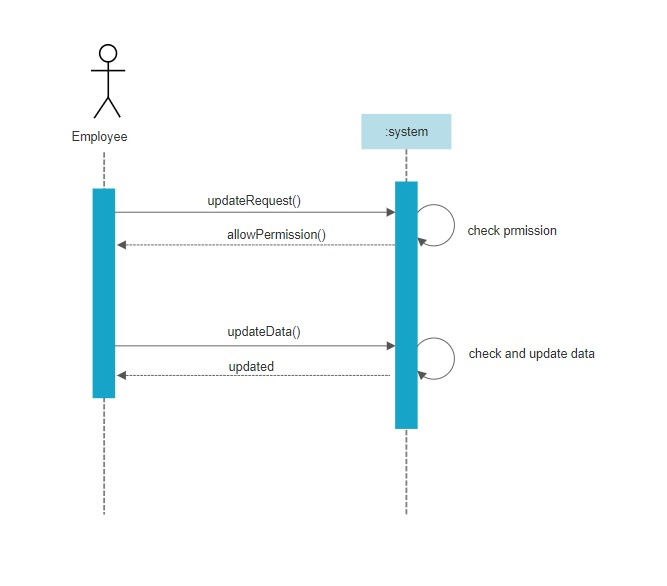 Employee
:system
updateRequest()
allowPermission()
check prmission
updateData()
check and update data
updated